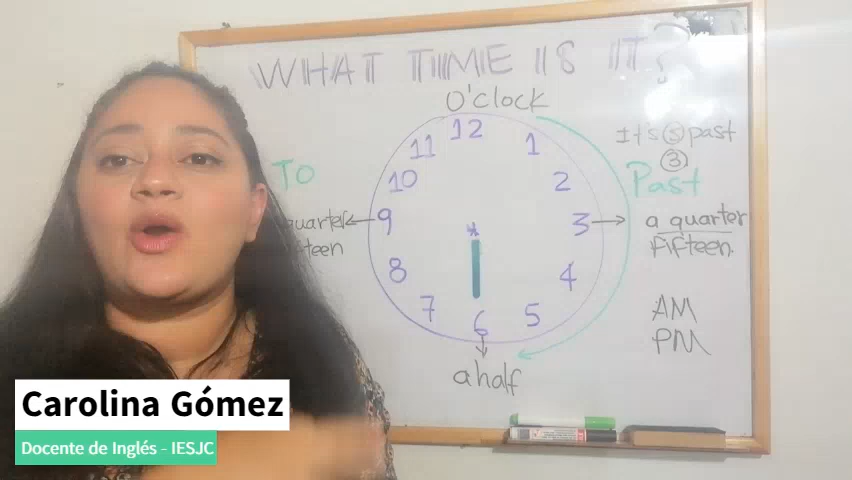 WHAT TIME IS IT?
O'clock
It's 5 past
3
TO
Past
12
11
1
10
2
9
3
8
4
7
5
6
quarter
a quarter
fifteen.
AM
PM
a half
Carolina Gómez
Docente de Inglés - IESJC